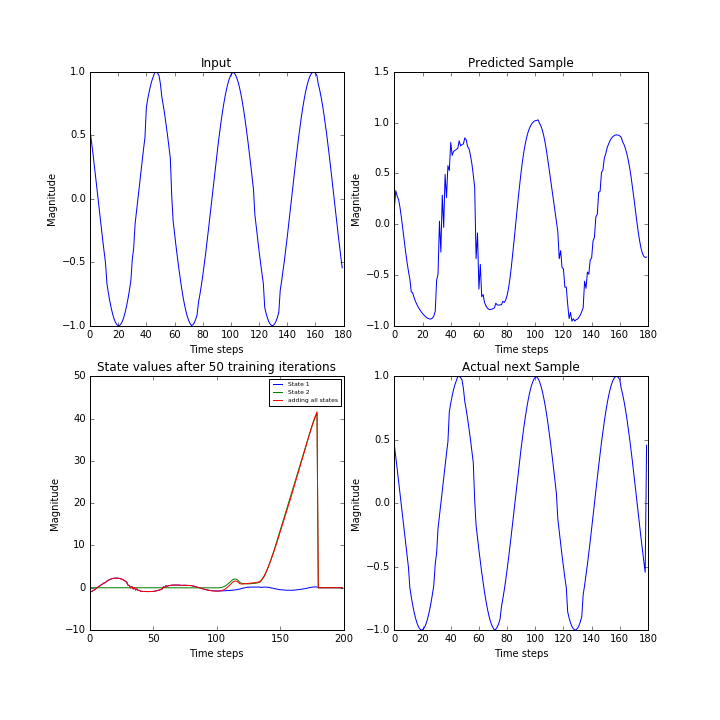 Input
1.0
0.5
0.0
−0.5
−1.0
Magnitude
0 20 40 60 80 100 120 140 160 180
Time steps
Predicted Sample
1.5
1.0
0.5
0.0
−0.5
−1.0
Magnitude
0 20 40 60 80 100 120 140 160 180
Time steps
State values after 50 training iterations
50
40
30
20
10
0
−10
Magnitude
State 1
State 2
adding all states
0 50 100 150 200
Time steps
Actual next Sample
1.0
0.5
0.0
−0.5
−1.0
Magnitude
0 20 40 60 80 100 120 140 160 180
Time steps